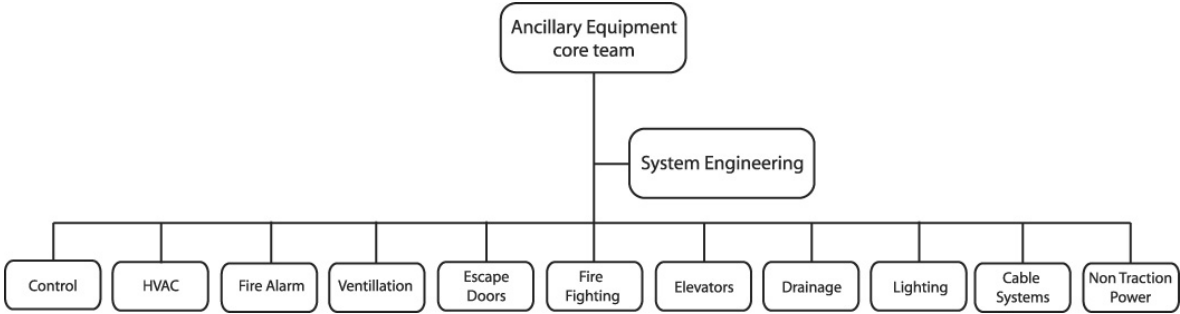 Ancillary Equipment
core team
System Engineering
Control
HVAC
Fire Alarm
Ventillation
Escape
Doors
Fire
Fighting
Elevators
Drainage
Lighting
Cable
Systems
Non Traction
Power